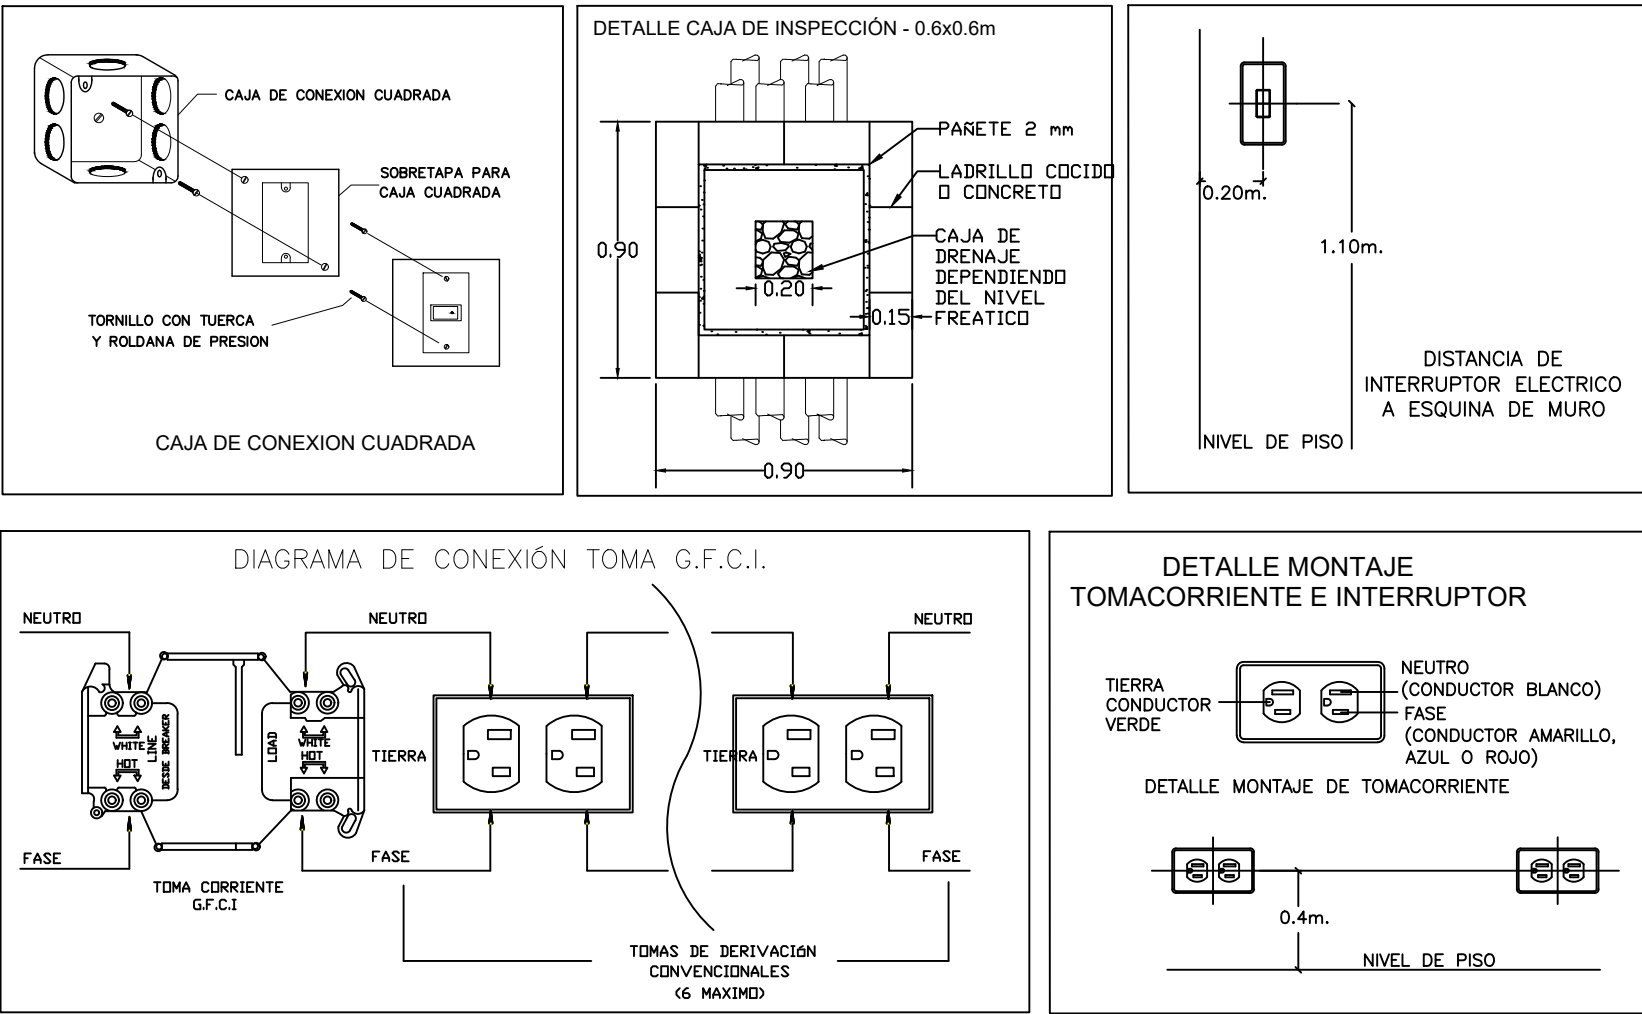 CAJA DE CONEXION CUADRADA
SOBRETAPA PARA
CAJA CUADRADA
TORNILLO CON TUERCA
Y ROLDANA DE PRESION
CAJA DE CONEXION CUADRADA
DETALLE CAJA DE INSPECCIÓN - 0.6x0.6m
PAÑETE 2 mm
LADRILLO COCIDO
O CONCRETO
CAJA DE
DRENAJE
DEPENDIENDO
DEL NIVEL
FREATICO
0.90
0.20
0.15
0.90
0.20m.
1.10m.
DISTANCIA DE
INTERRUPTOR ELECTRICO
A ESQUINA DE MURO
NIVEL DE PISO
DIAGRAMA DE CONEXIÓN TOMA G.F.C.I.
NEUTRO
NEUTRO
NEUTRO
WHITE
HOT
LINE
DESDE BREAKER
LOAD
WHITE
HOT
TIERRA
TIERRA
FASE
FASE
FASE
TOMA CORRIENTE
G.F.C.I
TOMAS DE DERIVACIóN
CONVENCIONALES
(6 MAXIMO)
DETALLE MONTAJE
TOMACORRIENTE E INTERRUPTOR
TIERRA
CONDUCTOR
VERDE
NEUTRO
(CONDUCTOR BLANCO)
FASE
(CONDUCTOR AMARILLO,
AZUL O ROJO)
DETALLE MONTAJE DE TOMACORRIENTE
0.4m.
NIVEL DE PISO